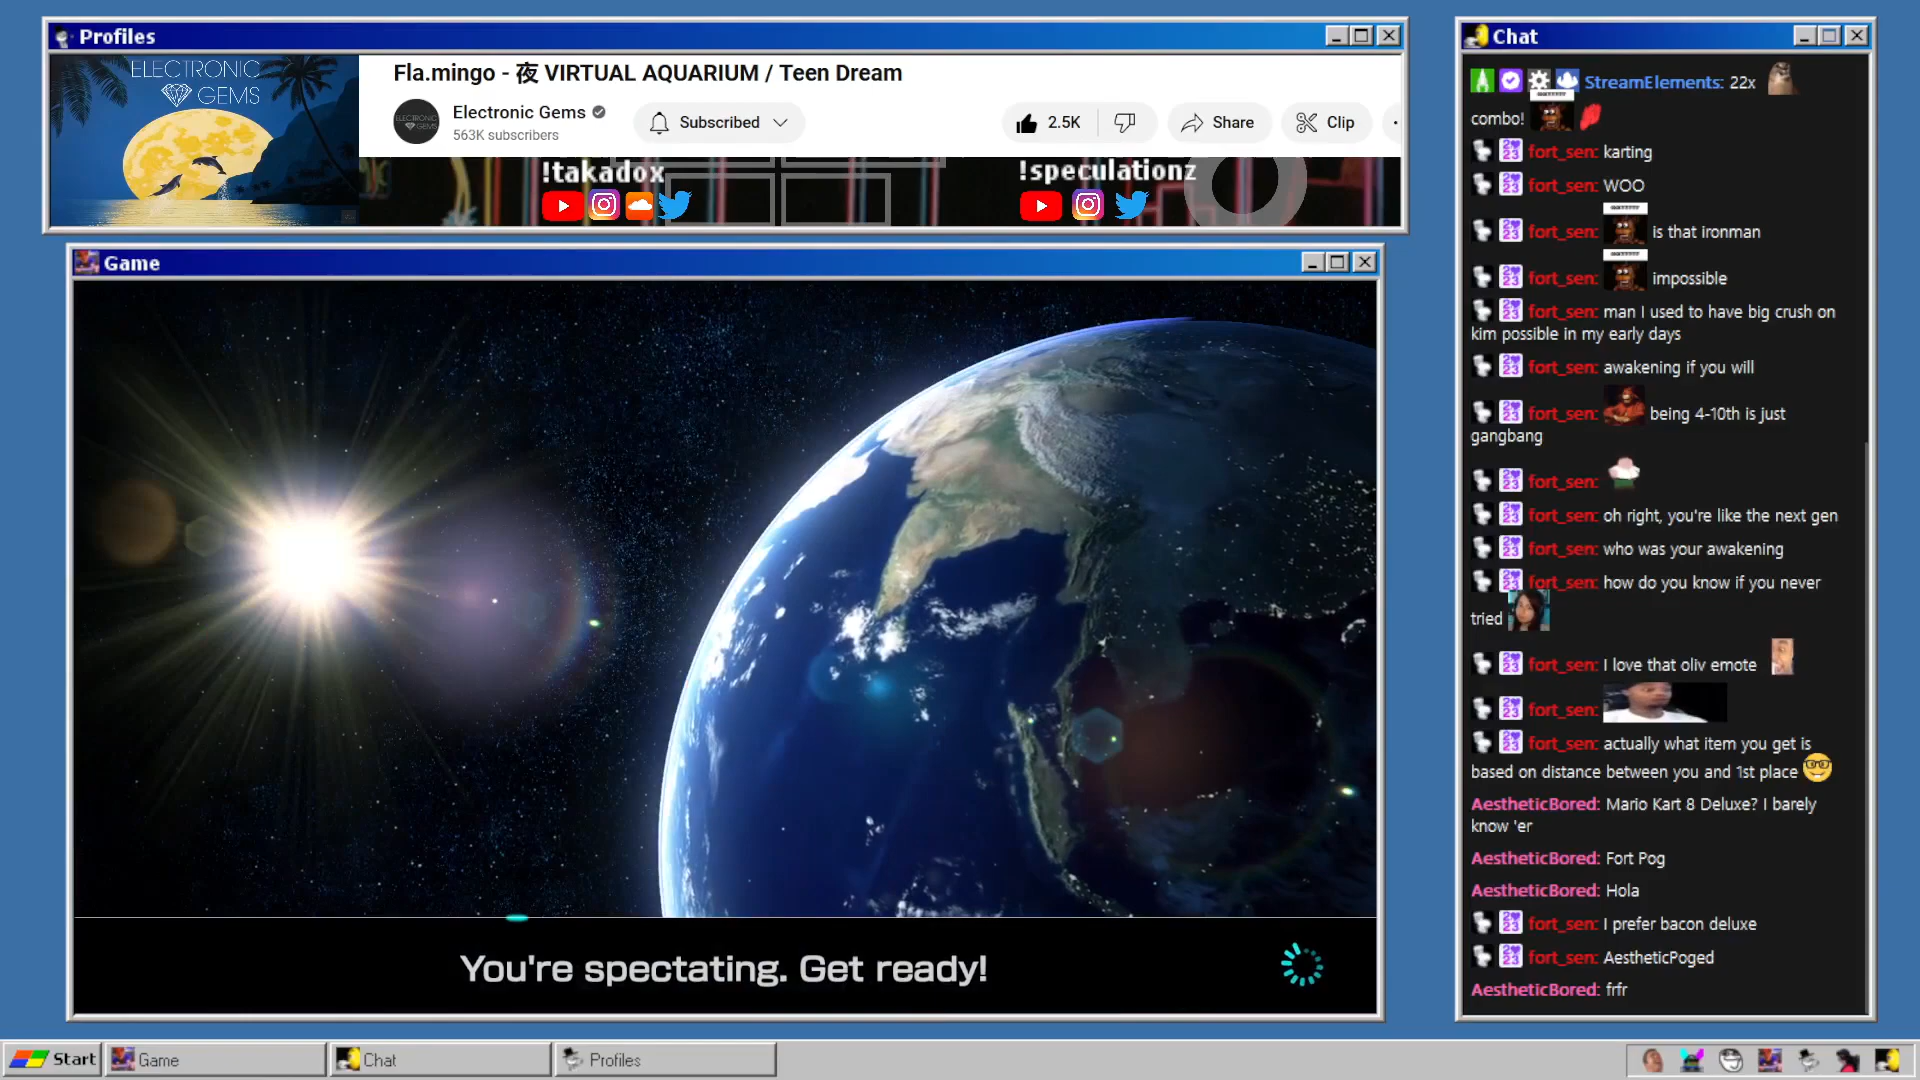 Profiles
ELECTRONIC
GEMS
Fla.mingo - 夜 VIRTUAL AQUARIUM / Teen Dream
Electronic Gems
563K subscribers
Subscribed
2.5K
Share
Clip
!takadox
!speculationz
Game
You're spectating. Get ready!
Chat
StreamElements: 22x
combo!
fort_sen: karting
fort_sen: WOO
fort_sen: is that ironman
fort_sen: impossible
fort_sen: man I used to have big crush on
kim possible in my early days
fort_sen: awakening if you will
fort_sen: being 4-10th is just
gangbang
fort_sen:
fort_sen: oh right, you're like the next gen
fort_sen: who was your awakening
fort_sen: how do you know if you never
tried
fort_sen: I love that oliv emote
fort_sen:
fort_sen: actually what item you get is
based on distance between you and 1st place
AestheticBored: Mario Kart 8 Deluxe? I barely
know 'er
AestheticBored: Fort Pog
AestheticBored: Hola
fort_sen: I prefer bacon deluxe
fort_sen: AestheticPoged
AestheticBored: frfr
Start
Game
Chat
Profiles